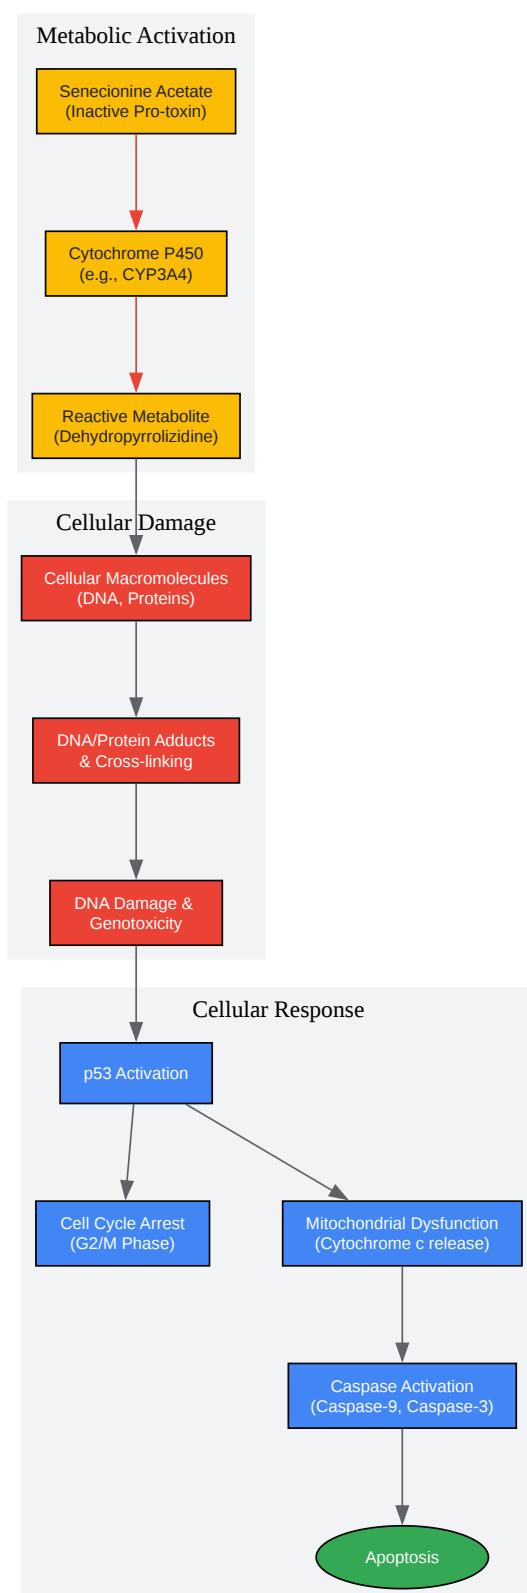 Metabolic Activation
Senecionine Acetate
(Inactive Pro-toxin)
Cytochrome P450
(e.g., CYP3A4)
Reactive Metabolite
(Dehydropyrrolizidine)
Cellular Damage
Cellular Macromolecules
(DNA, Proteins)
DNA/Protein Adducts
& Cross-linking
DNA Damage &
Genotoxicity
Cellular Response
p53 Activation
Cell Cycle Arrest
(G2/M Phase)
Mitochondrial Dysfunction
(Cytochrome c release)
Caspase Activation
(Caspase-9, Caspase-3)
Apoptosis